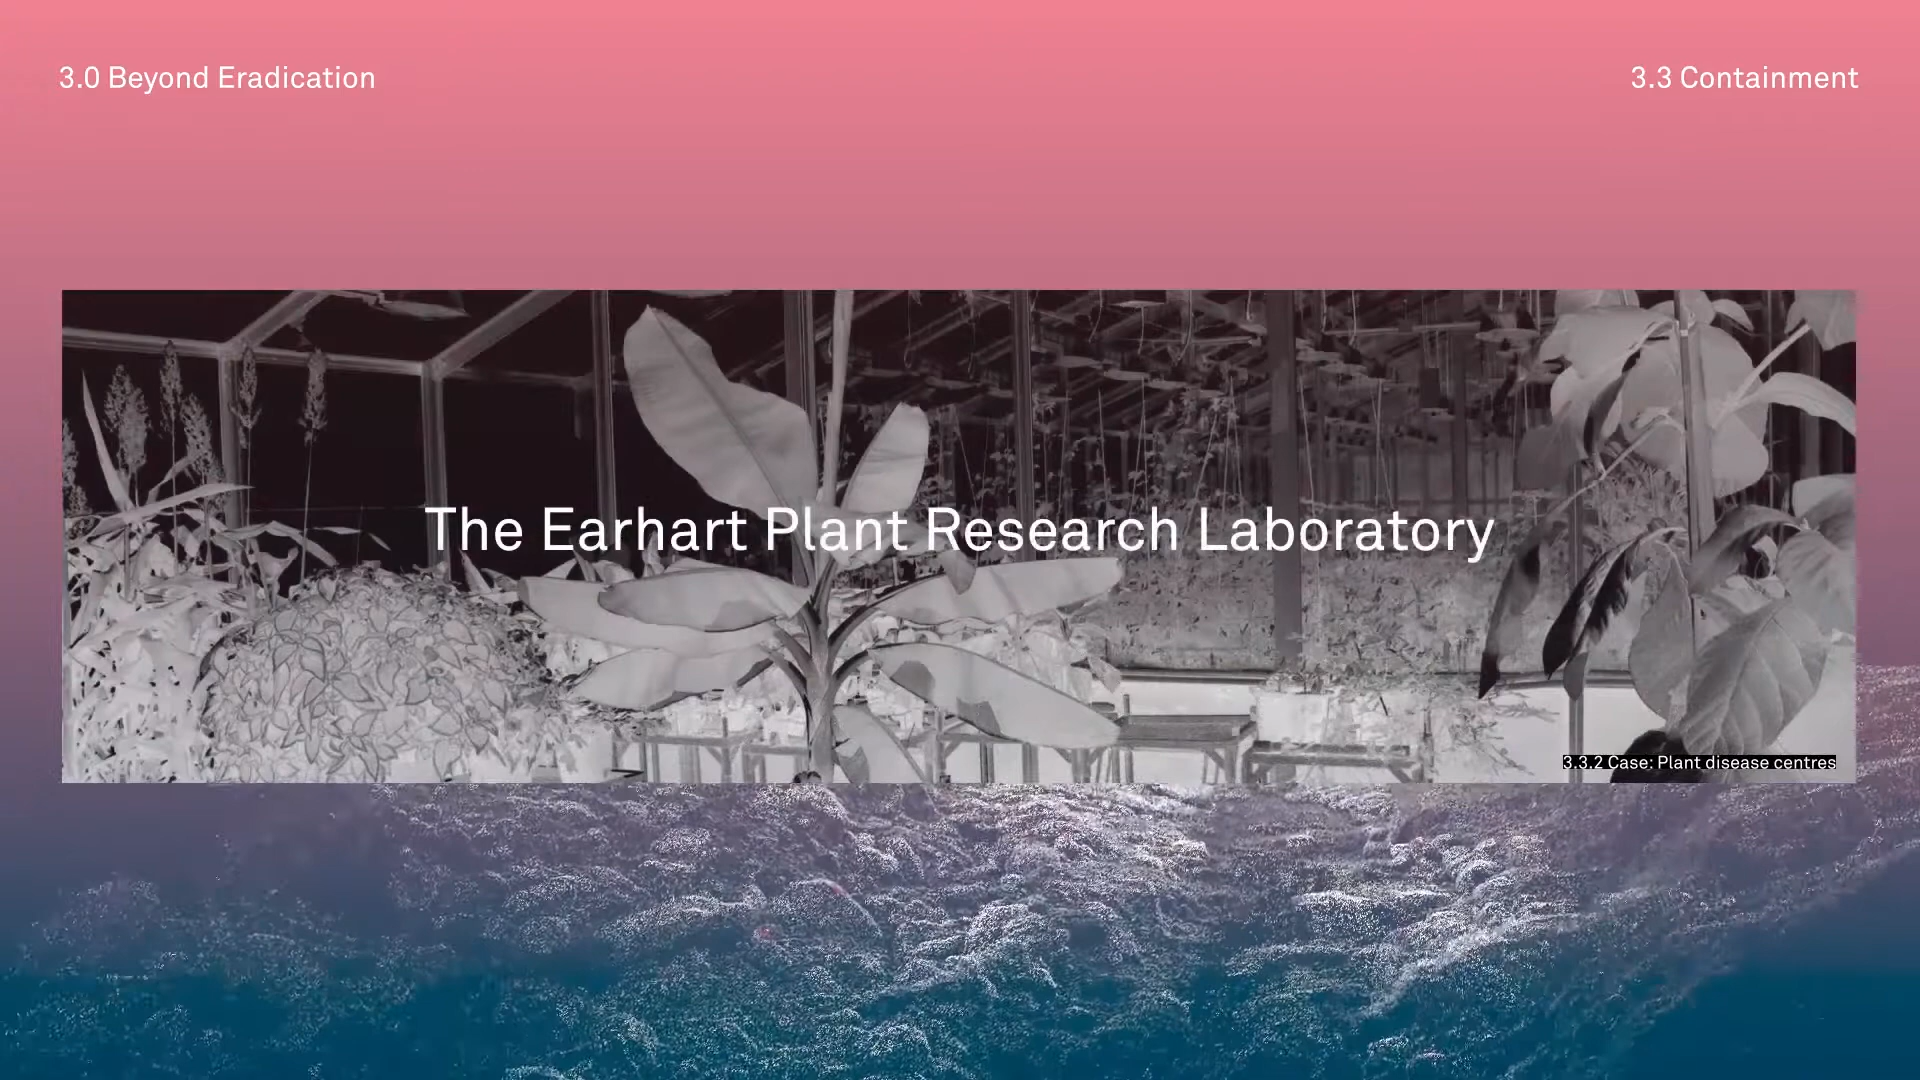 3.0 Beyond Eradication
3.3 Containment
The Earhart Plant Research Laboratory
3.3.2 Case: Plant disease centres